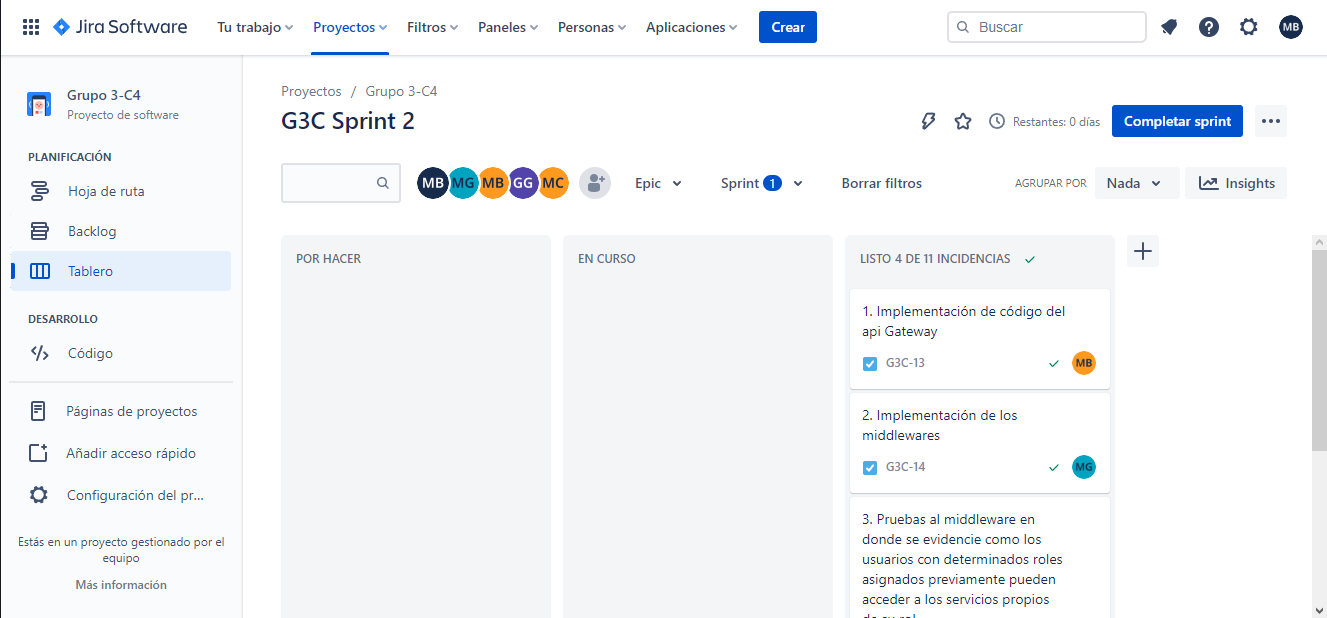 Jira Software
Tu trabajo
Proyectos
Filtros
Paneles
Personas
Aplicaciones
Crear
Buscar
MB
Grupo 3-C4
Proyecto de software
PLANIFICACIÓN
Hoja de ruta
Backlog
Tablero
DESARROLLO
Código
Páginas de proyectos
Añadir acceso rápido
Configuración del pr...
Estás en un proyecto gestionado por el
equipo
Más información
Proyectos / Grupo 3-C4
G3C Sprint 2
Restantes: 0 días
Completar sprint
MB
MG
MB
GG
MC
Epic
Sprint 1
Borrar filtros
AGRUPAR POR
Nada
Insights
POR HACER
EN CURSO
LISTO 4 DE 11 INCIDENCIAS
1. Implementación de código del
api Gateway
G3C-13
MB
2. Implementación de los
middlewares
G3C-14
MG
3. Pruebas al middleware en
donde se evidencie como los
usuarios con determinados roles
asignados previamente pueden
acceder a los servicios propios
de su rol